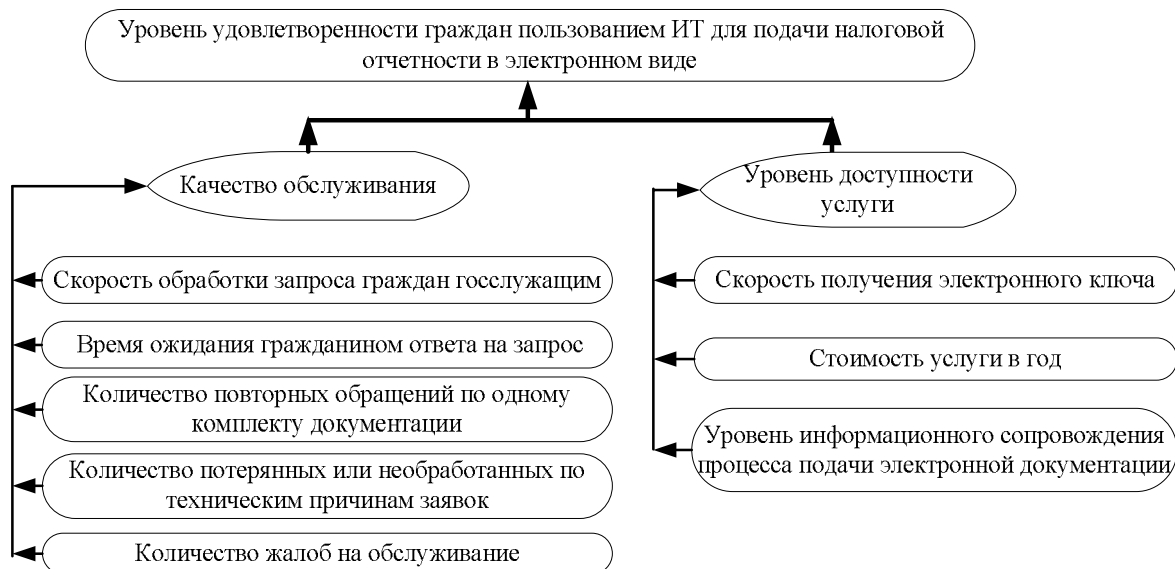 Уровень удовлетворенности граждан пользованием ИТ для подачи налоговой
отчетности в электронном виде
Качество обслуживания
Скорость обработки запроса граждан госслужащим
Время ожидания гражданином ответа на запрос
Количество повторных обращений по одному
комплекту документации
Количество потерянных или необработанных по
техническим причинам заявок
Количество жалоб на обслуживание
Уровень доступности
услуги
Скорость получения электронного ключа
Стоимость услуги в год
Уровень информационного сопровождения
процесса подачи электронной документации